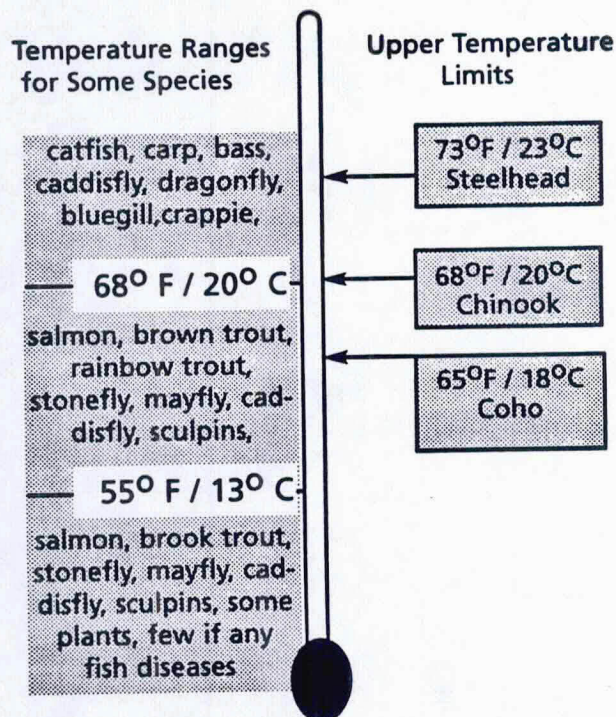 Temperature Ranges
for Some Species
catfish, carp, bass,
caddisfly, dragonfly,
bluegill,crappie,
68° F / 20° C
salmon, brown trout,
rainbow trout,
stonefly, mayfly, cad-
disfly, sculpins,
55° F / 13° C
salmon, brook trout,
stonefly, mayfly, cad-
disfly, sculpins, some
plants, few if any
fish diseases
Upper Temperature
Limits
73°F / 23°C
Steelhead
68°F / 20°C
Chinook
65°F / 18°C
Coho